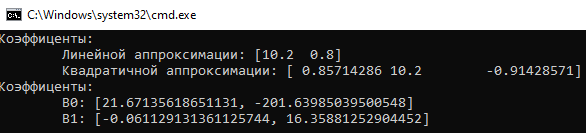 C:\Windows\system32\cmd.exe
Коэффиценты:
Линейной аппроксимации: [10.2 0.8]
Квадратичной аппроксимации: [ 0.85714286 10.2 -0.91428571]
Коэффиценты:
B0: [21.67135618651131, -201.63985039500548]
B1: [-0.061129131361125744, 16.35881252904452]